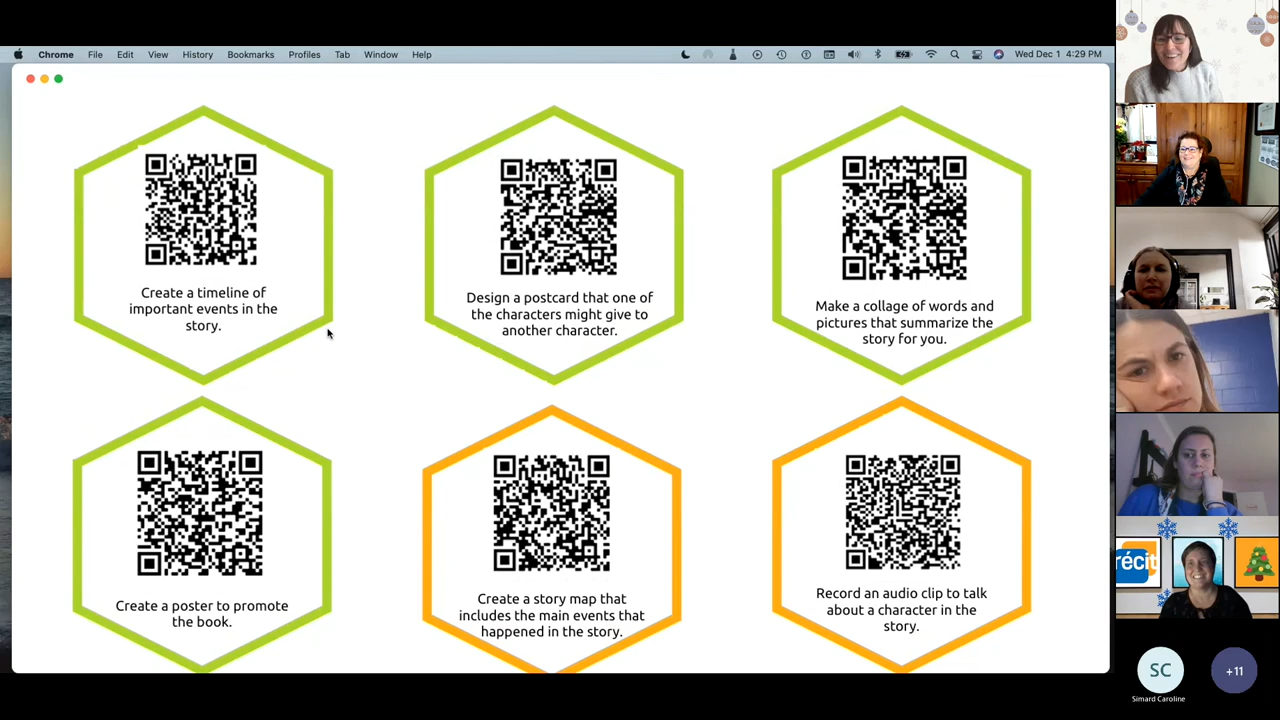 Chrome File Edit View History Bookmarks Profiles Tab Window Help Wed Dec 1 4:29 PM
Create a timeline of
important events in the
story.
Design a postcard that one of
the characters might give to
another character.
Make a collage of words and
pictures that summarize the
story for you.
Create a poster to promote
the book.
Create a story map that
includes the main events that
happened in the story.
Record an audio clip to talk
about a character in the
story.
récit
SC
Simard Caroline
+11